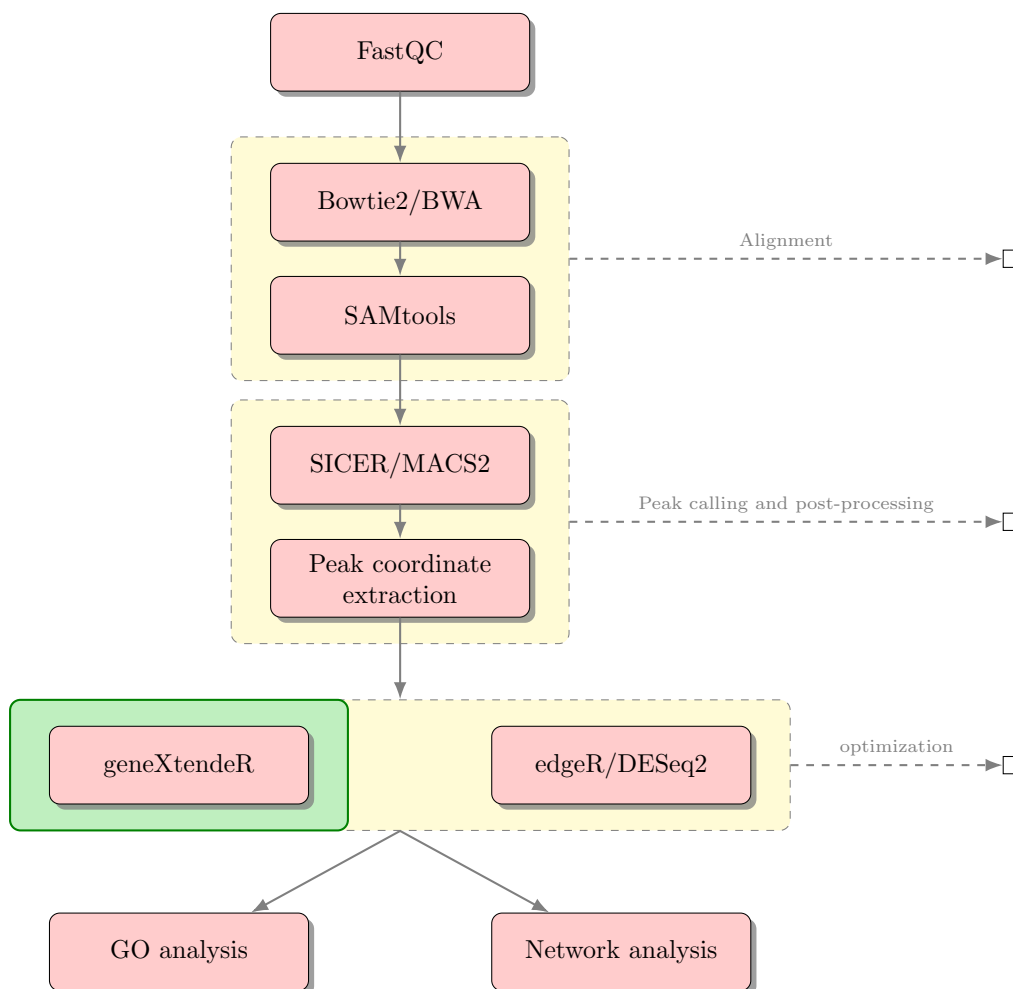 FastQC
Bowtie2/BWA
Alignment
SAMtools
SICER/MACS2
Peak calling and post-processing
Peak coordinate
extraction
geneXtendeR
edgeR/DESeq2
optimization
GO analysis
Network analysis